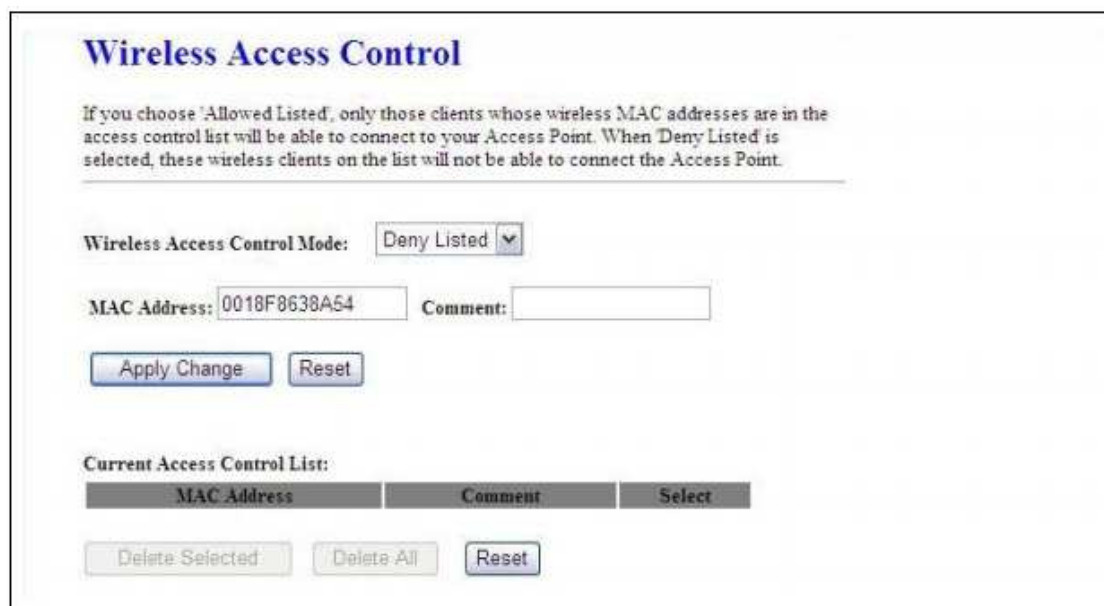 Wireless Access Control
If you choose 'Allowed Listed', only those clients whose wireless MAC addresses are in the
access control list will be able to connect to your Access Point. When 'Deny Listed' is
selected, these wireless clients on the list will not be able to connect the Access Point.
Wireless Access Control Mode: Deny Listed
MAC Address: 0018F8638A54 Comment:
Apply Change Reset
Current Access Control List:
MAC Address Comment Select
Delete Selected Delete All Reset